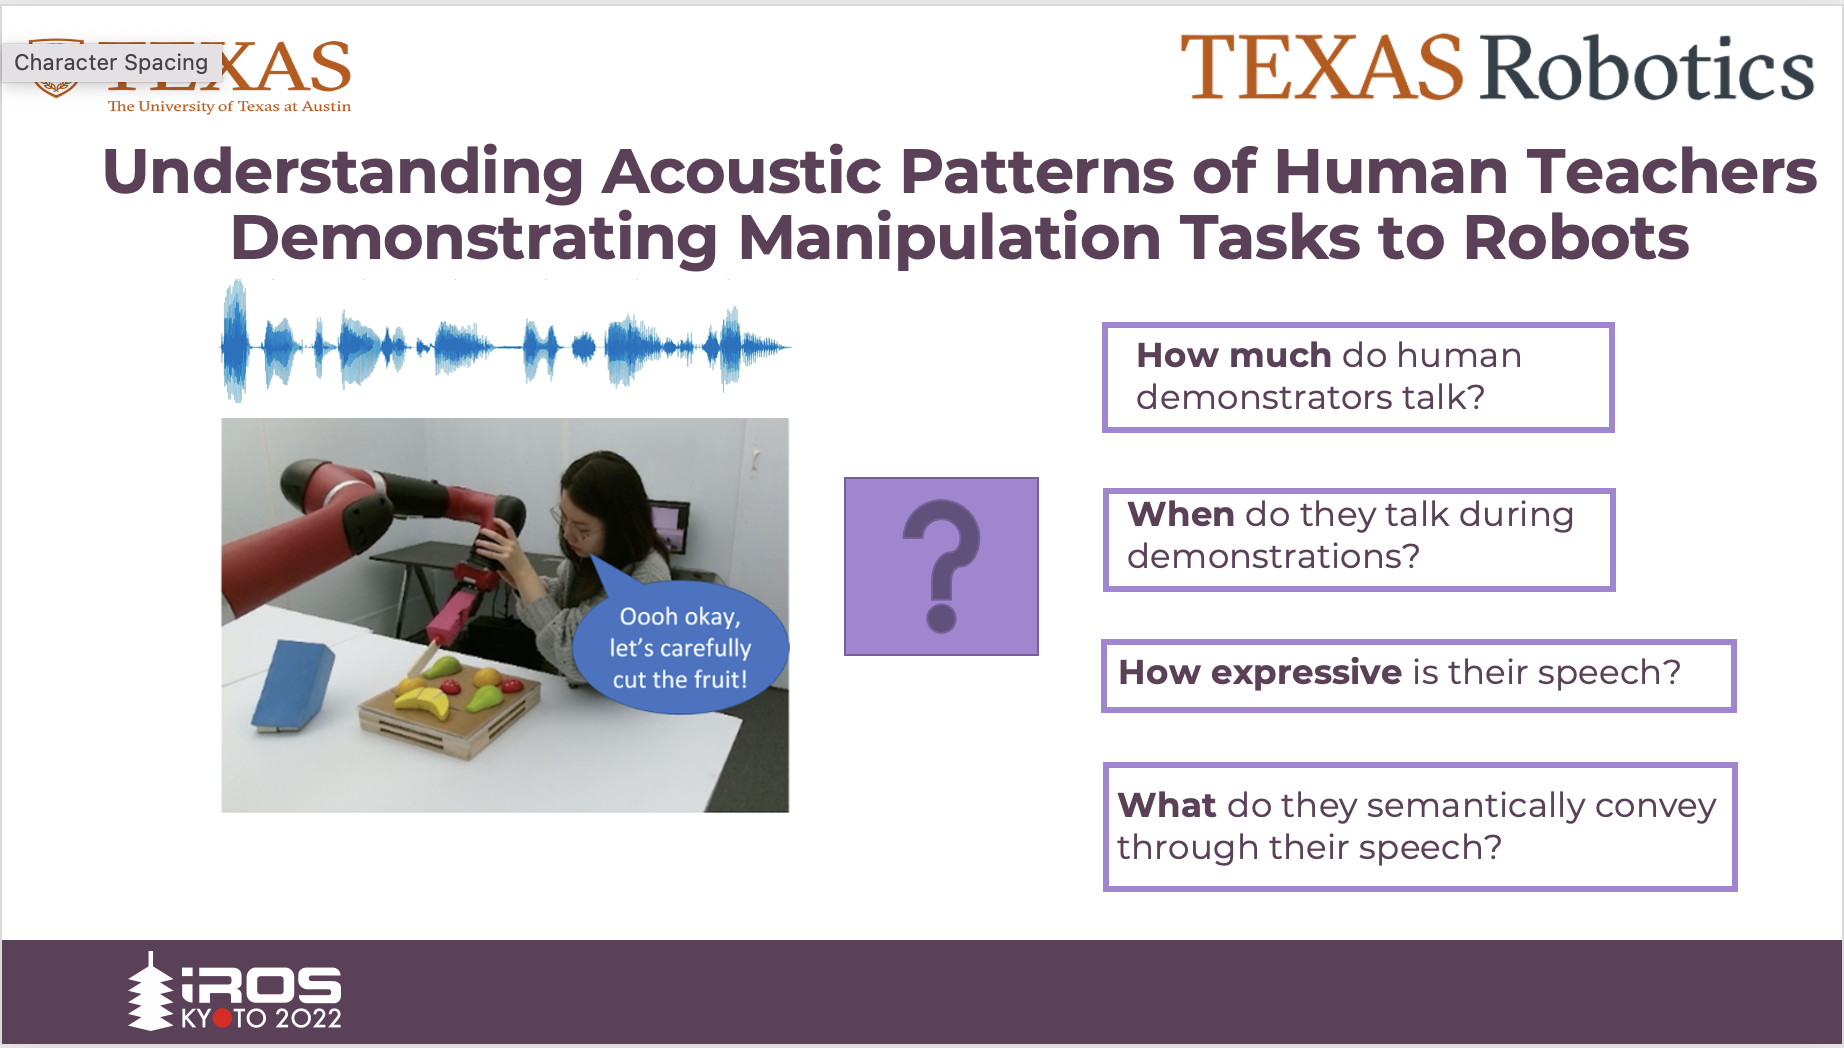 Character Spacing
TEXAS
The University of Texas at Austin
TEXAS Robotics
Understanding Acoustic Patterns of Human Teachers
Demonstrating Manipulation Tasks to Robots
Oooh okay,
let's carefully
cut the fruit!
?
How much do human
demonstrators talk?
When do they talk during
demonstrations?
How expressive is their speech?
What do they semantically convey
through their speech?
iROS
KYOTO 2022